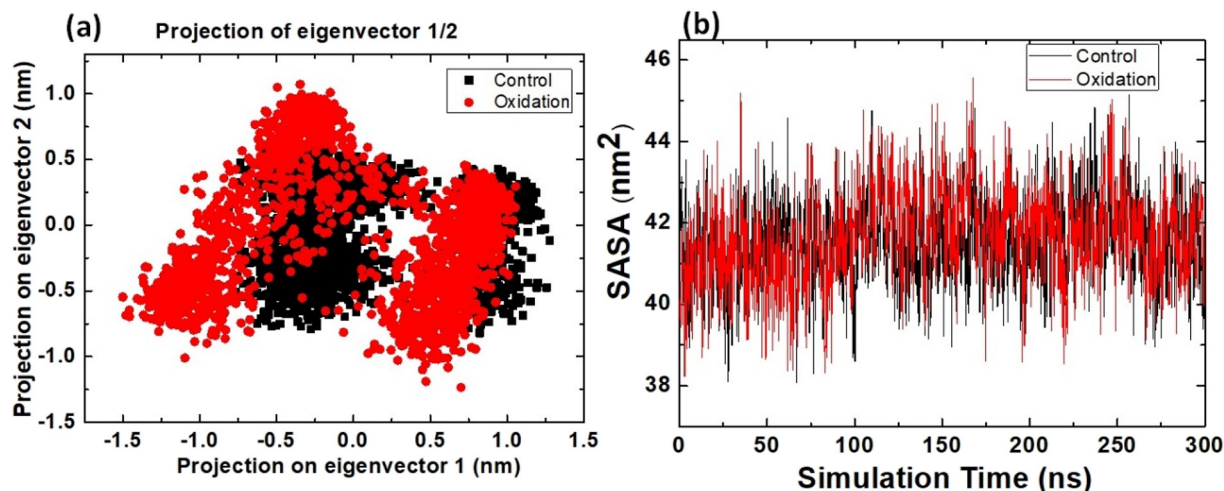 (a)
Projection of eigenvector 1/2
Control
Oxidation
Projection on eigenvector 2 (nm)
1.0
0.5
0.0
-0.5
-1.0
-1.5
-1.5 -1.0 -0.5 0.0 0.5 1.0 1.5
Projection on eigenvector 1 (nm)
(b)
Control
Oxidation
SASA (nm²)
46
44
42
40
38
0 50 100 150 200 250 300
Simulation Time (ns)